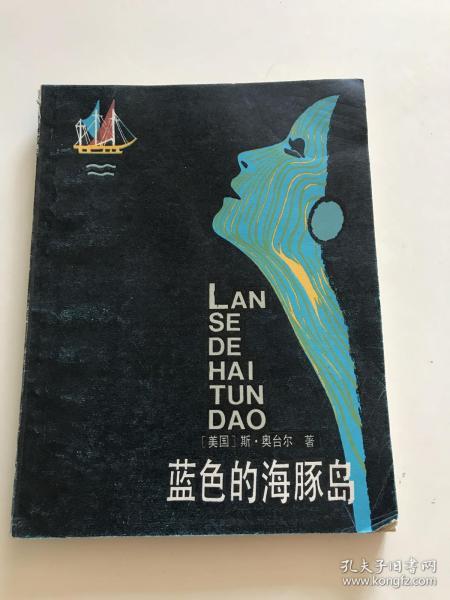 LAN
SE
DE
HAI
TUN
DAO
[美国]斯·奥台尔 著
蓝色的海豚岛
孔夫子旧书网
www.kongfz.com